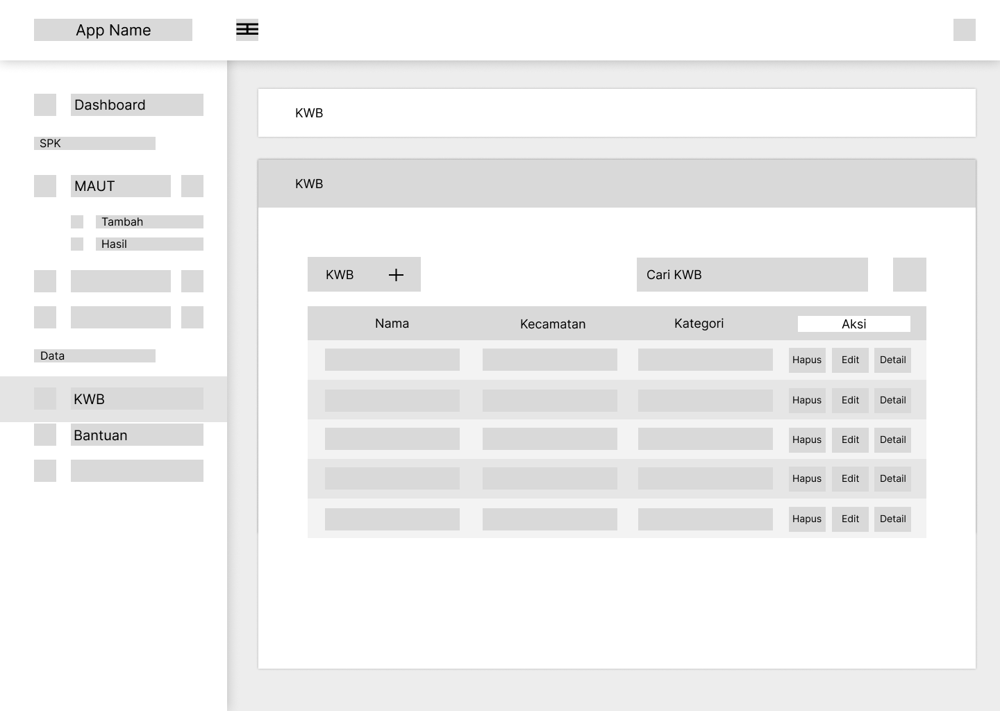 App Name
Dashboard
SPK
MAUT
Tambah
Hasil
Data
KWB
Bantuan
KWB
KWB
KWB
Cari KWB
Nama Kecamatan Kategori Aksi
Hapus Edit Detail
Hapus Edit Detail
Hapus Edit Detail
Hapus Edit Detail
Hapus Edit Detail